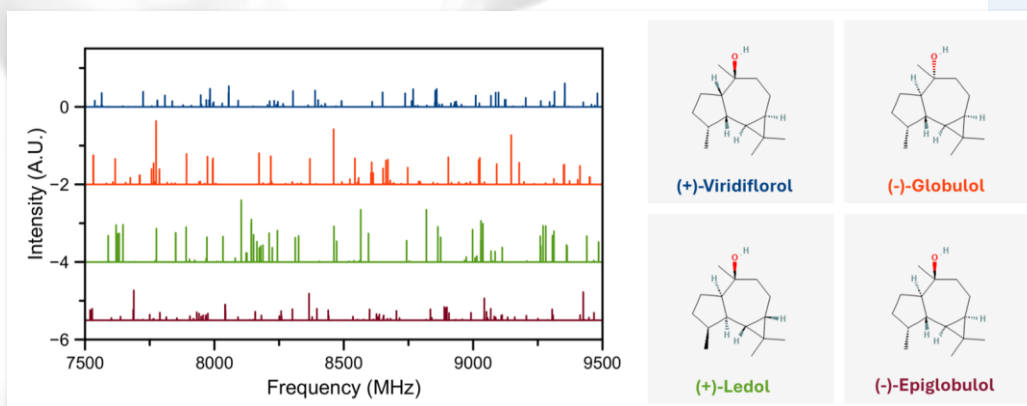 Intensity (A.U.)
0
−2
−4
−6
7500 8000 8500 9000 9500
Frequency (MHz)
H
O
H
H
H
H
(+)-Viridiflorol
H
O
H
H
H
H
(-)-Globulol
H
O
H
H
H
H
(+)-Ledol
H
O
H
H
H
H
(-)-Epiglobulol